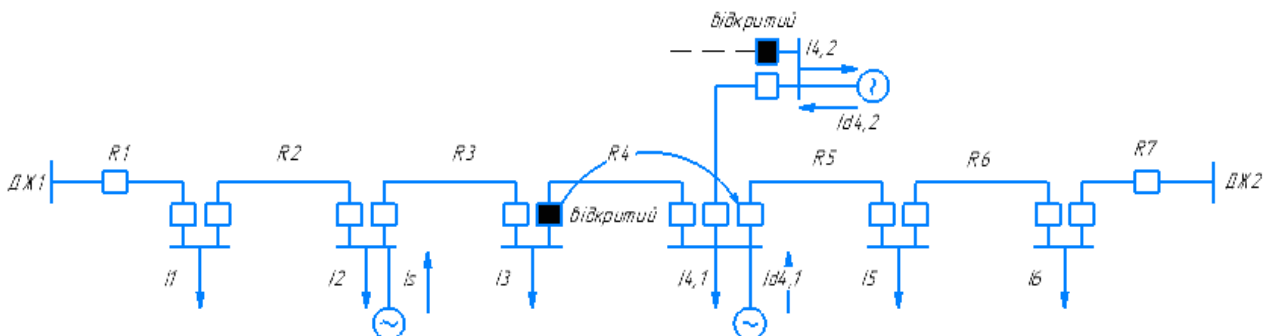 відкритий
I4,2
Id4,2
R1
R2
R3
R4
R5
R6
R7
ДЖ1
ДЖ2
відкритий
I1
I2
Is
I3
I4,1
Id4,1
I5
I6